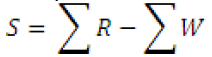 S = ∑ R − ∑ W